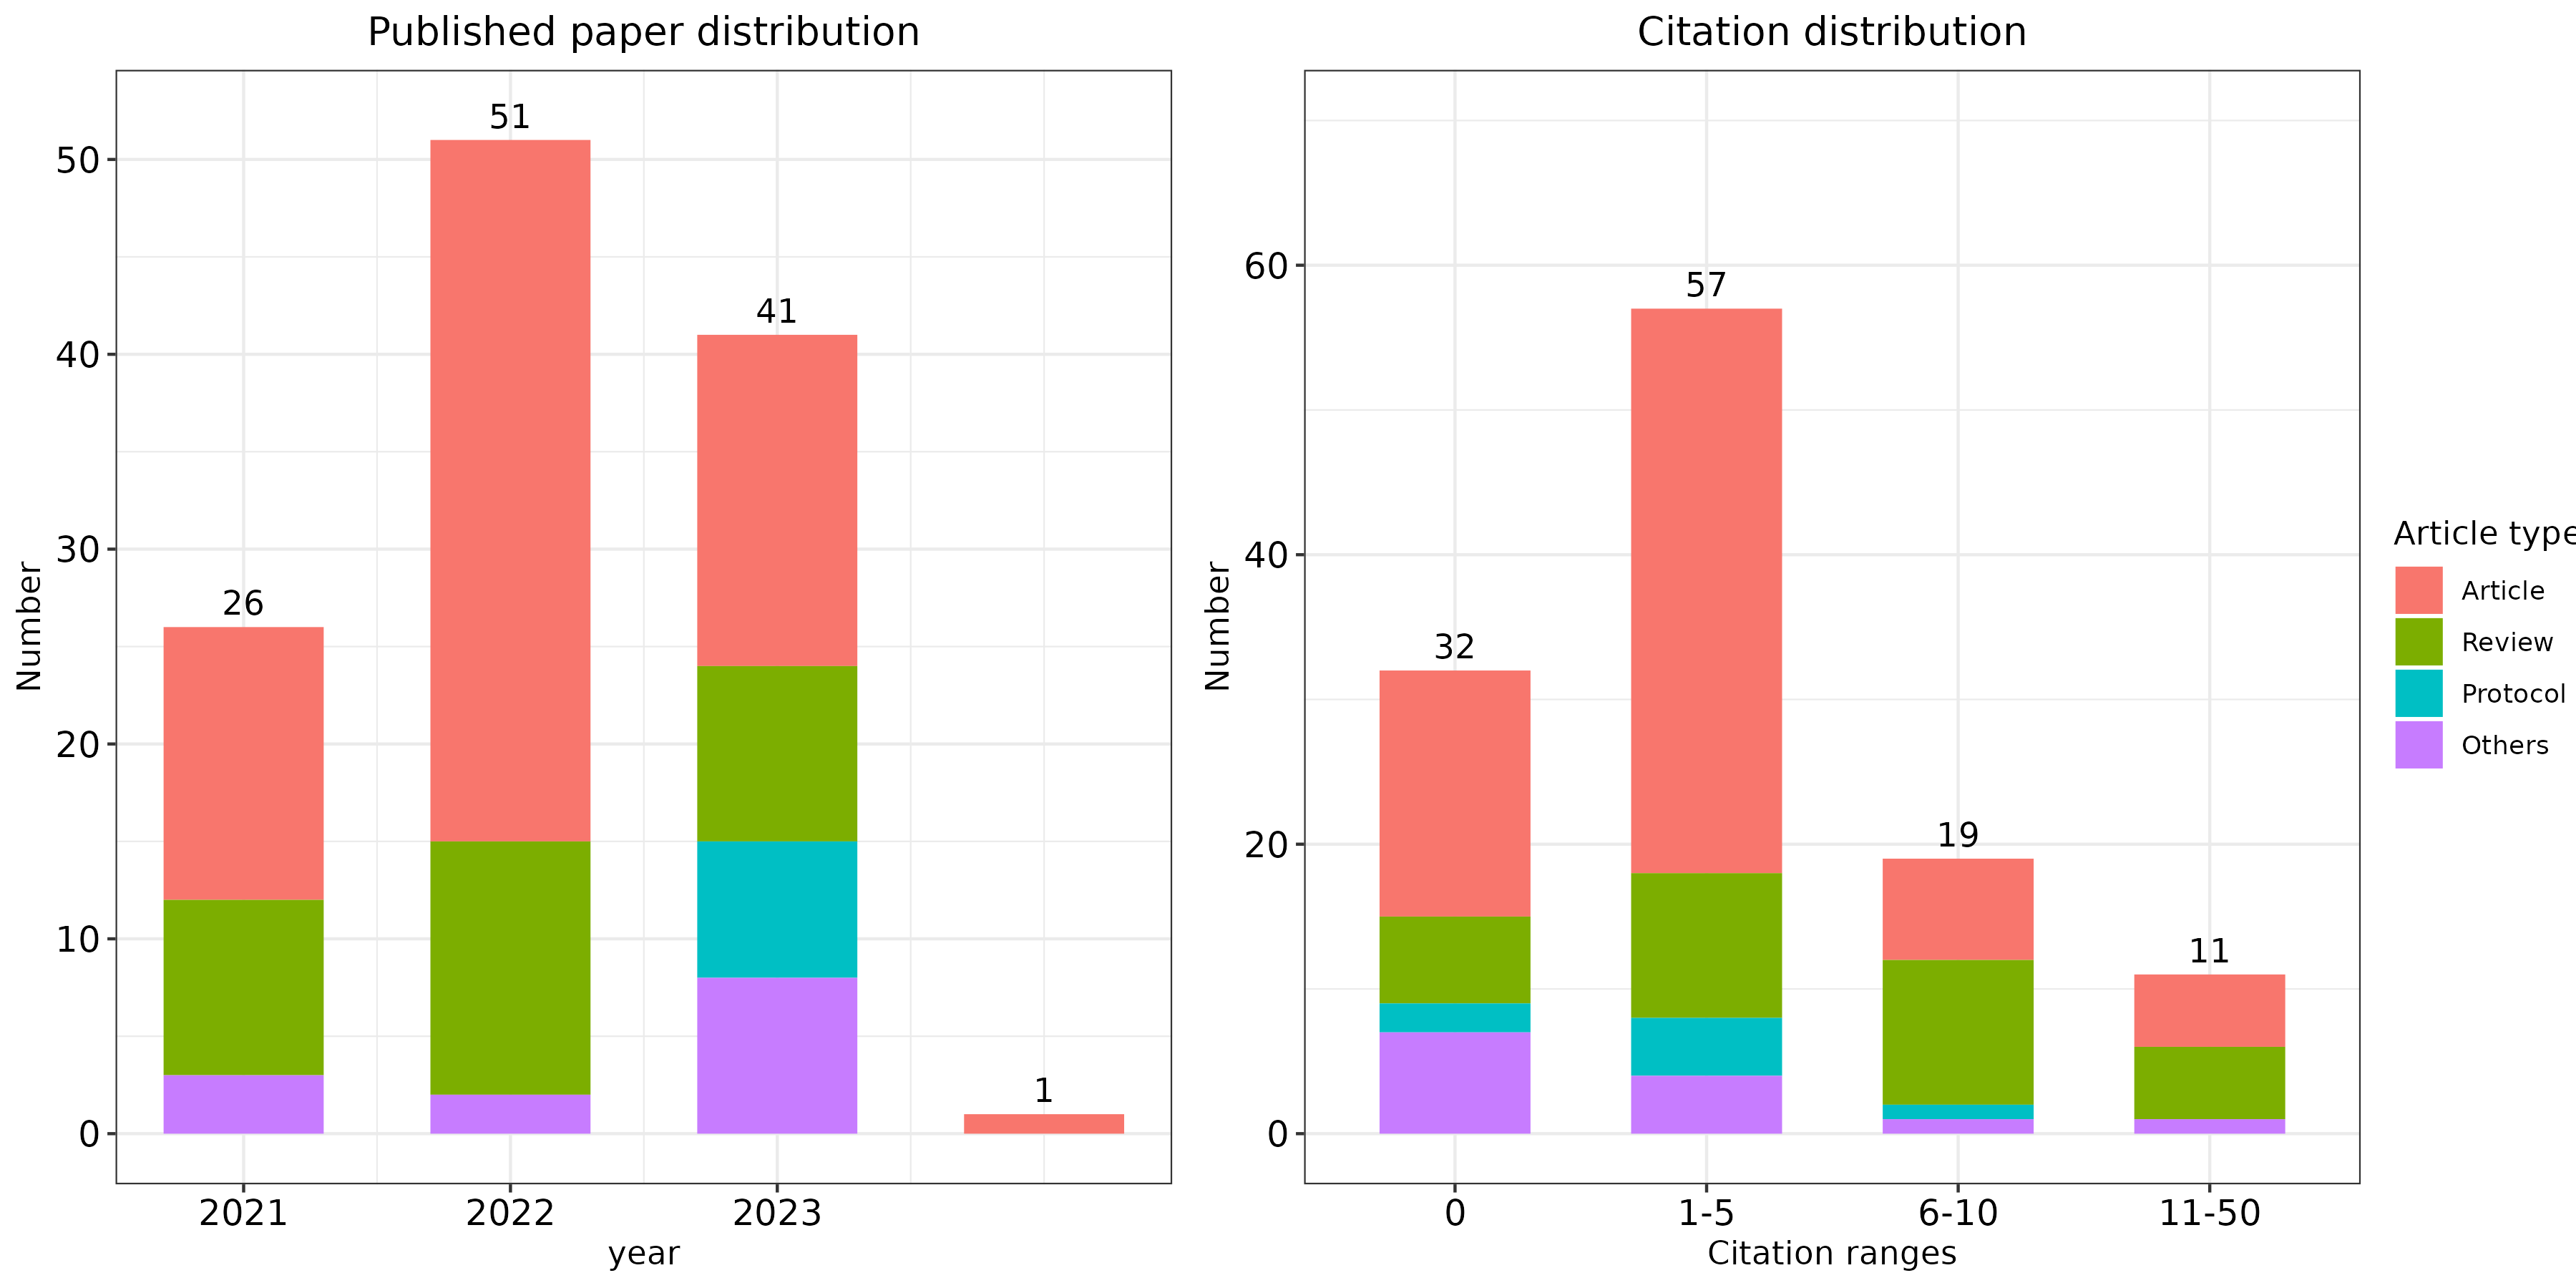 Published paper distribution
51
50
41
40
30
26
20
10
1
0
Number
2021
2022
2023
year
Citation distribution
60
57
40
32
20
19
11
0
Number
0
1-5
6-10
11-50
Citation ranges
Article type
Article
Review
Protocol
Others